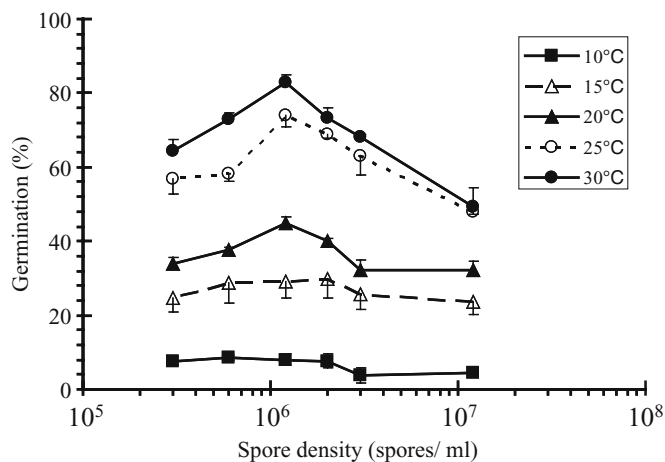 100
80
60
40
20
0
Germination (%)
10⁵
10⁶
10⁷
10⁸
Spore density (spores/ ml)
10°C
15°C
20°C
25°C
30°C